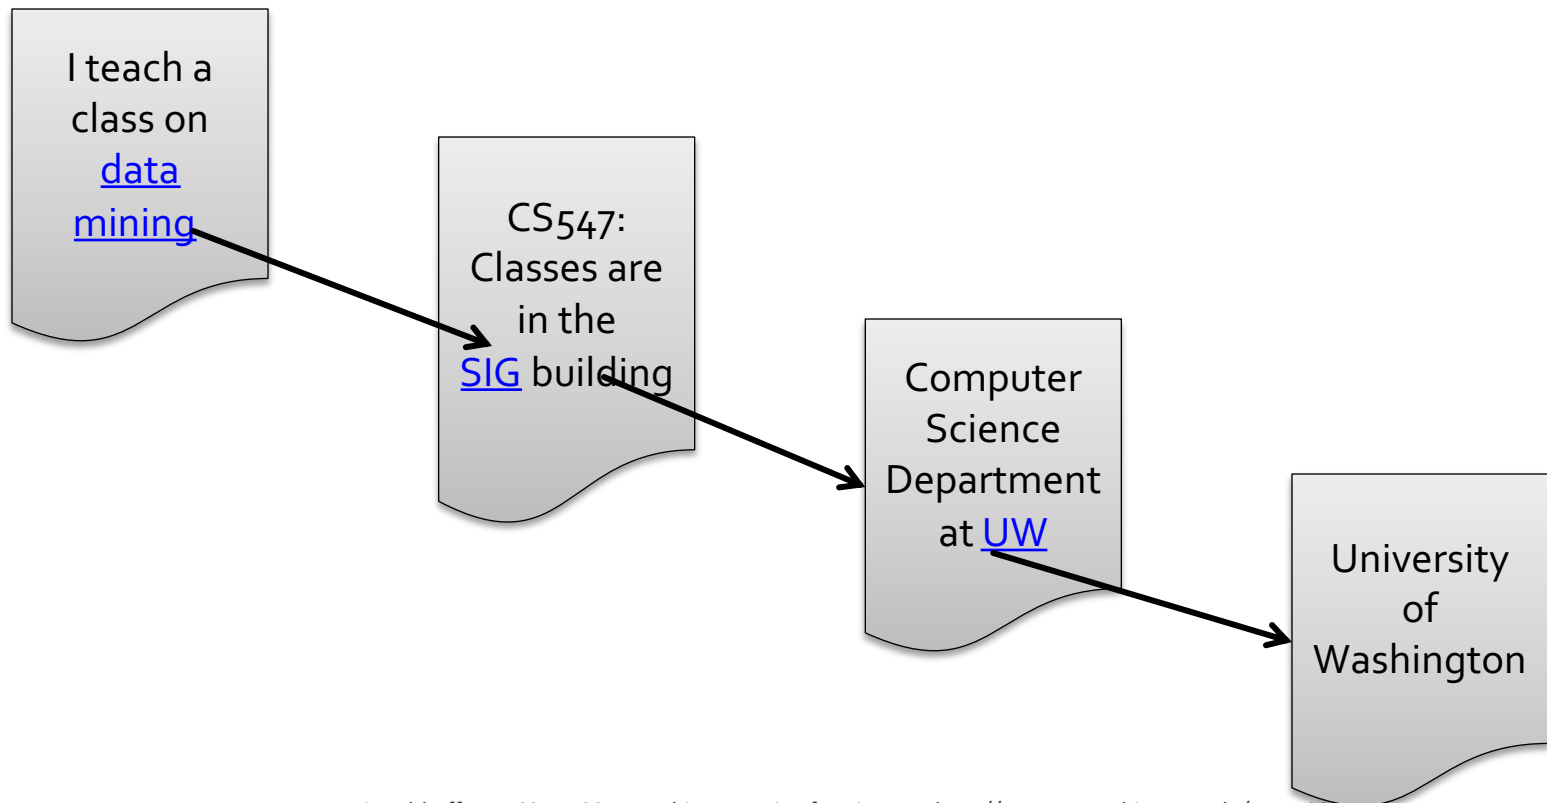 I teach a
class on
data
mining
CS547:
Classes are
in the
SIG building
Computer
Science
Department
at UW
University
of
Washington